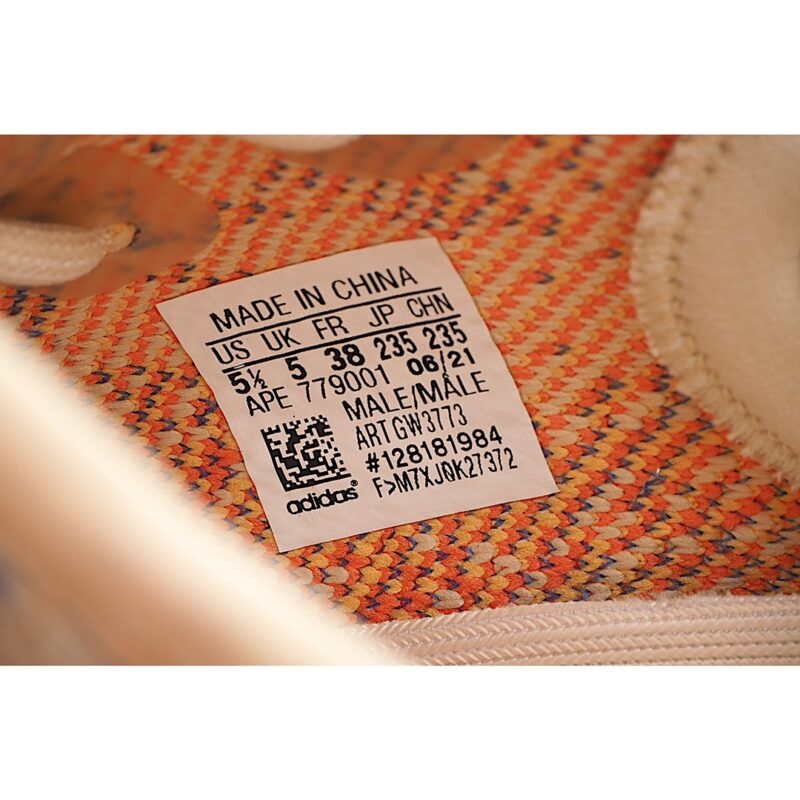 MADE IN CHINA
US UK FR JP CHN
5½ 5 38 235 235
APE 779001 06/21
MALE/MÂLE
ART GW3773
#128181984
F>M7XJ0K27372
adidas®